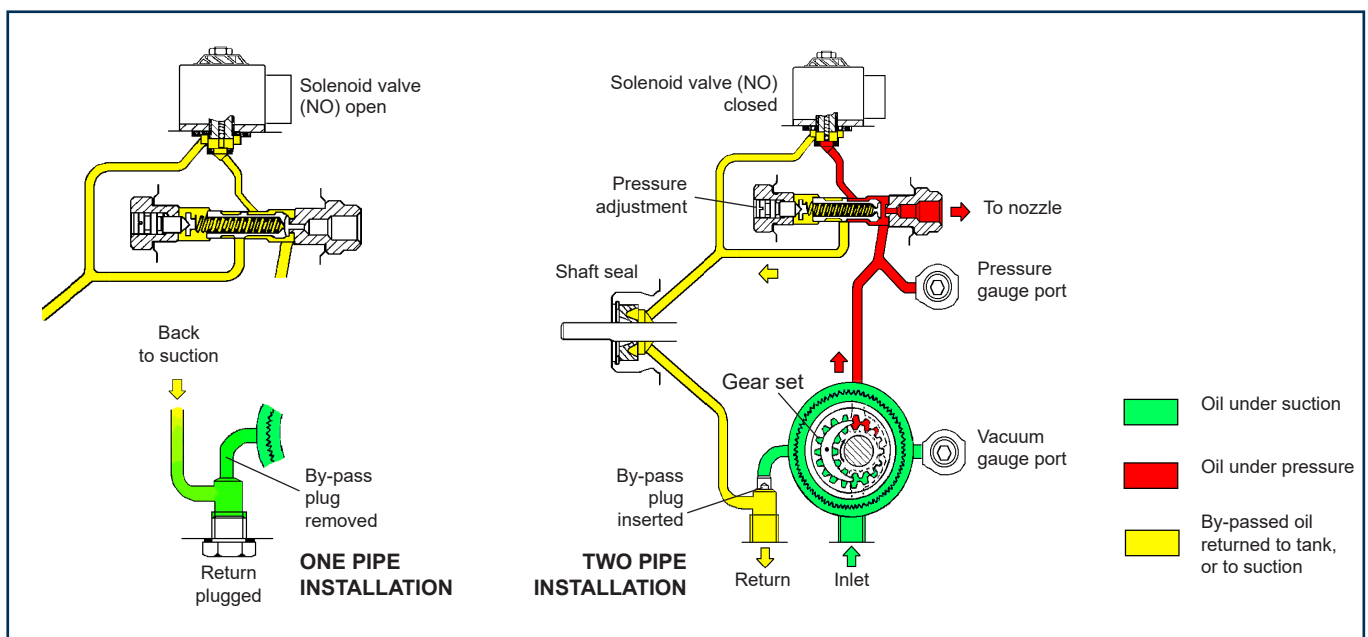 Solenoid valve
(NO) open
Back
to suction
By-pass
plug
removed
Return
plugged
ONE PIPE
INSTALLATION
Solenoid valve (NO)
closed
Pressure
adjustment
To nozzle
Shaft seal
Pressure
gauge port
Gear set
Vacuum
gauge port
By-pass
plug
inserted
TWO PIPE
INSTALLATION
Return
Inlet
Oil under suction
Oil under pressure
By-passed oil
returned to tank,
or to suction